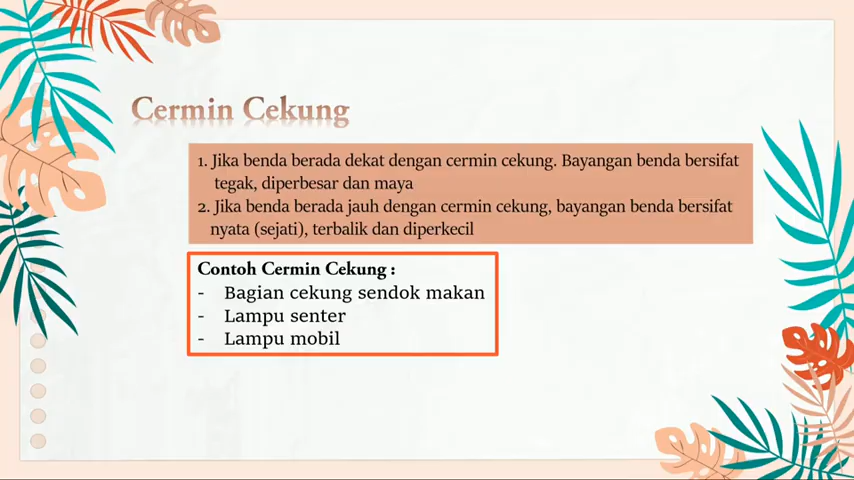 Cermin Cekung
1. Jika benda berada dekat dengan cermin cekung. Bayangan benda bersifat
tegak, diperbesar dan maya
2. Jika benda berada jauh dengan cermin cekung, bayangan benda bersifat
nyata (sejati), terbalik dan diperkecil
Contoh Cermin Cekung :
- Bagian cekung sendok makan
- Lampu senter
- Lampu mobil